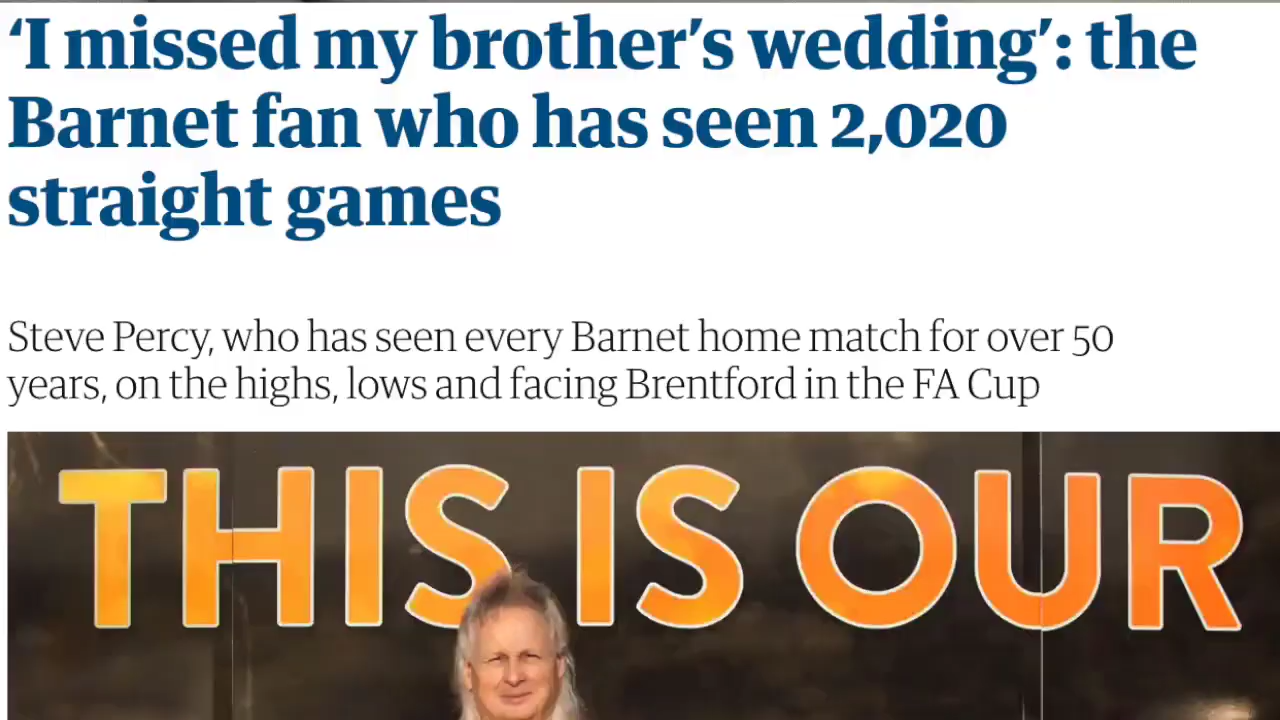 ‘I missed my brother’s wedding’: the
Barnet fan who has seen 2,020
straight games
Steve Percy, who has seen every Barnet home match for over 50
years, on the highs, lows and facing Brentford in the FA Cup
THIS IS OUR